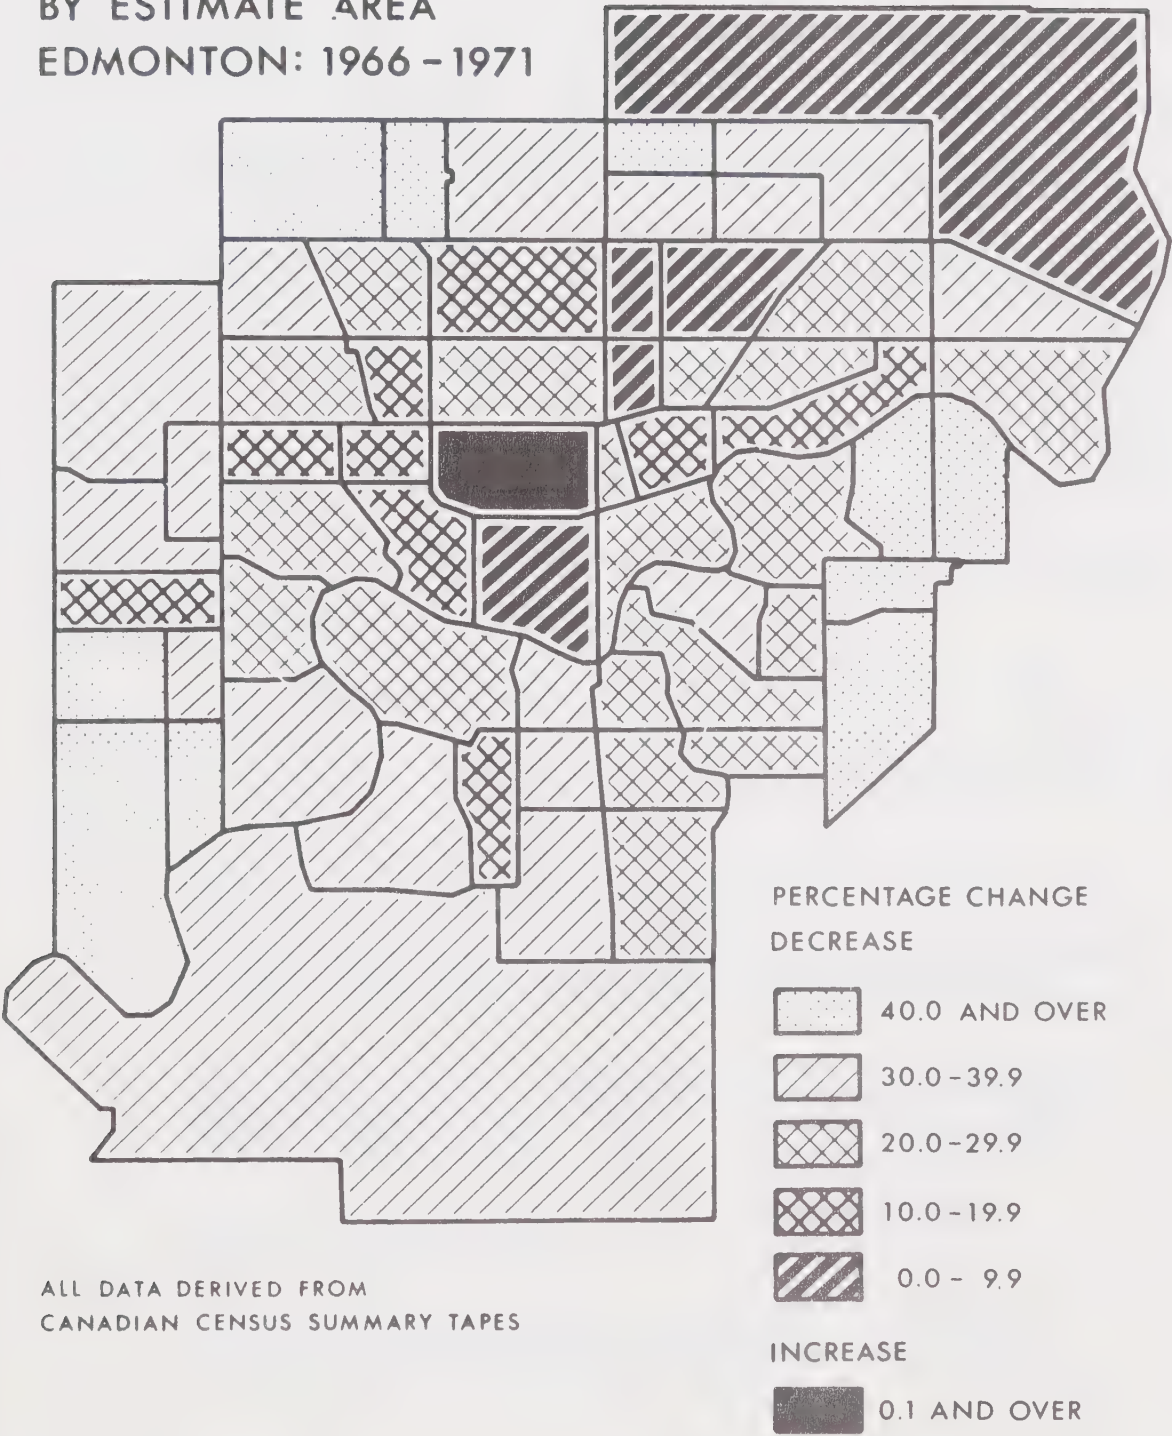 BY ESTIMATE AREA
EDMONTON: 1966-1971
PERCENTAGE CHANGE
DECREASE
40.0 AND OVER
30.0-39.9
20.0-29.9
10.0-19.9
0.0- 9.9
INCREASE
0.1 AND OVER
ALL DATA DERIVED FROM
CANADIAN CENSUS SUMMARY TAPES